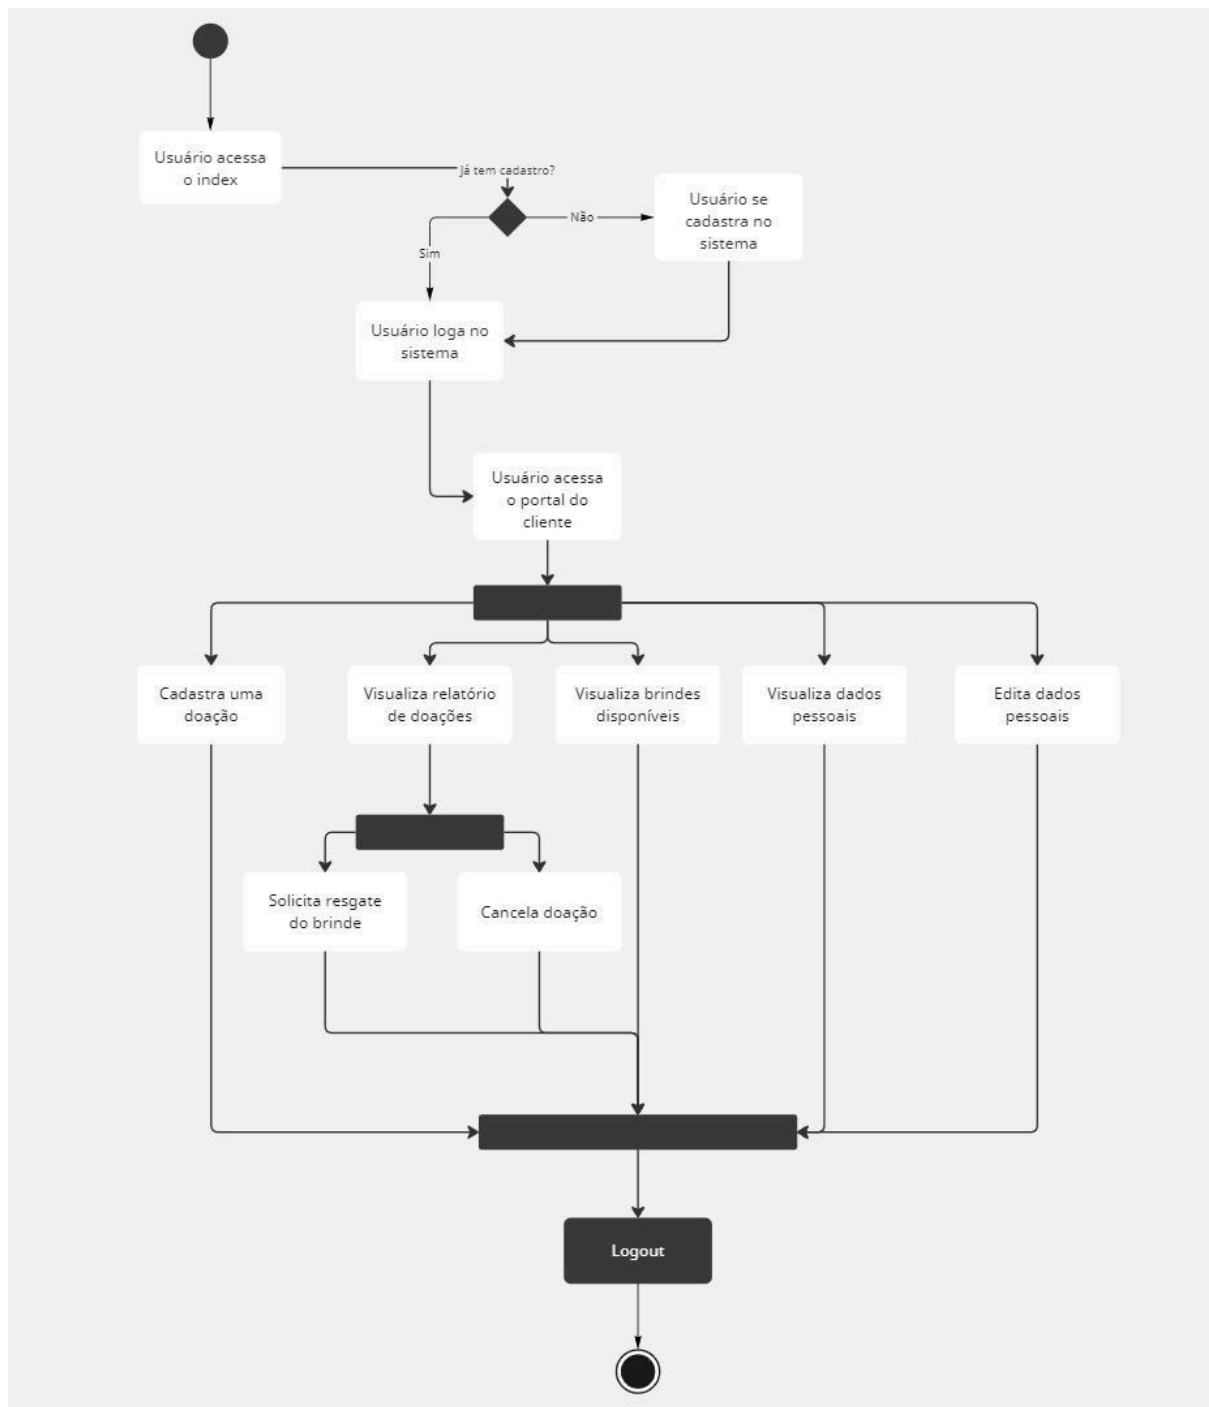 Usuário acessa
o index
Já tem cadastro?
Não
Usuário se
cadastra no
sistema
Sim
Usuário loga no
sistema
Usuário acessa
o portal do
cliente
Cadastra uma
doação
Visualiza relatório
de doações
Visualiza brindes
disponíveis
Visualiza dados
pessoais
Edita dados
pessoais
Solicita resgate
do brinde
Cancela doação
Logout